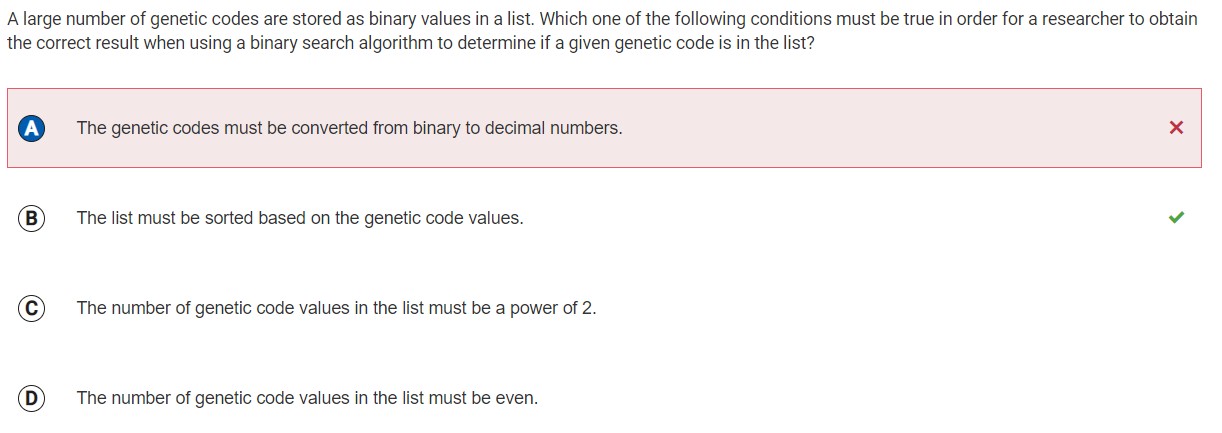 A large number of genetic codes are stored as binary values in a list. Which one of the following conditions must be true in order for a researcher to obtain
the correct result when using a binary search algorithm to determine if a given genetic code is in the list?
A The genetic codes must be converted from binary to decimal numbers.
B The list must be sorted based on the genetic code values.
C The number of genetic code values in the list must be a power of 2.
D The number of genetic code values in the list must be even.